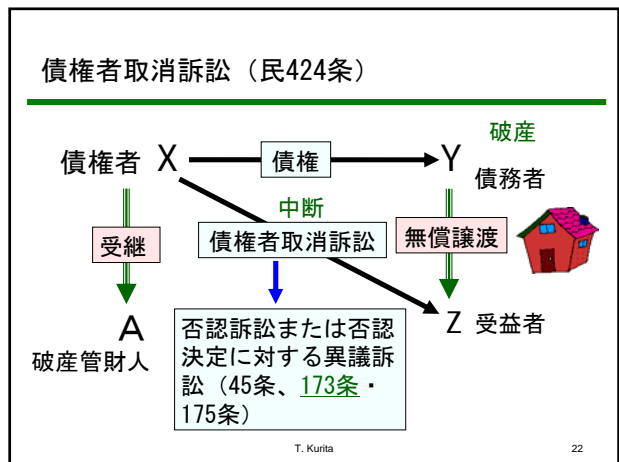 債権者取消訴訟（民424条）
破産
債権者 X
債権
Y
債務者
中断
受継
債権者取消訴訟
無償譲渡
A
破産管財人
否認訴訟または否認
決定に対する異議訴
訟（45条、173条・
175条）
Z 受益者
T. Kurita
22